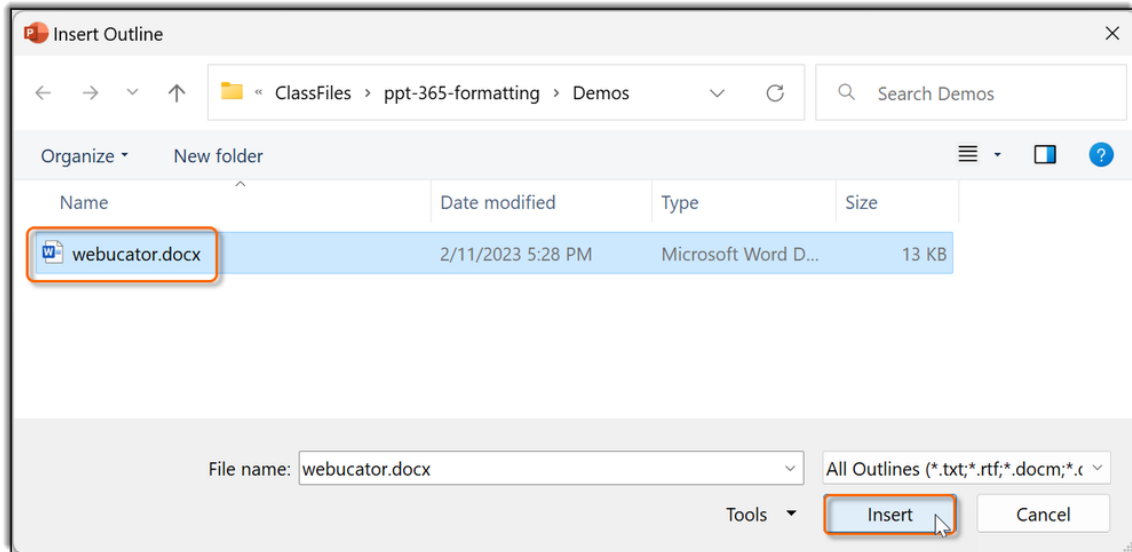 Insert Outline
« ClassFiles › ppt-365-formatting › Demos
Search Demos
Organize
New folder
Name Date modified Type Size
webucator.docx 2/11/2023 5:28 PM Microsoft Word D... 13 KB
File name: webucator.docx All Outlines (*.txt;*.rtf;*.docm;*.
Tools Insert Cancel